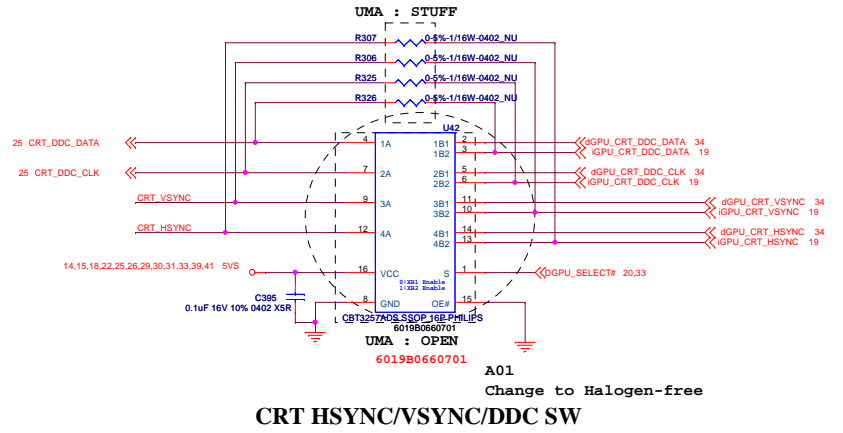 UMA : STUFF
R307 0-5%-1/16W-0402_NU
R306 0-5%-1/16W-0402_NU
R325 0-5%-1/16W-0402_NU
R326 0-5%-1/16W-0402_NU
U42
25 CRT_DDC_DATA 4 1A 1B1 2 dGPU_CRT_DDC_DATA 34
1B2 3 iGPU_CRT_DDC_DATA 19
25 CRT_DDC_CLK 7 2A 2B1 5 dGPU_CRT_DDC_CLK 34
2B2 6 iGPU_CRT_DDC_CLK 19
CRT_VSYNC 9 3A 3B1 11 dGPU_CRT_VSYNC 34
3B2 10 iGPU_CRT_VSYNC 19
CRT_HSYNC 12 4A 4B1 14 dGPU_CRT_HSYNC 34
4B2 13 iGPU_CRT_HSYNC 19
14,15,18,22,25,26,29,30,31,33,39,41 5VS 16 VCC S 1 DGPU_SELECT# 20,33
0:XB1 Enable
1:XB2 Enable
C395
0.1uF 16V 10% 0402 X5R
8 GND OE# 15
CBT3257ADS SSOP 16P PHILIPS
6019B0660701
UMA : OPEN
6019B0660701
A01
Change to Halogen-free
CRT HSYNC/VSYNC/DDC SW